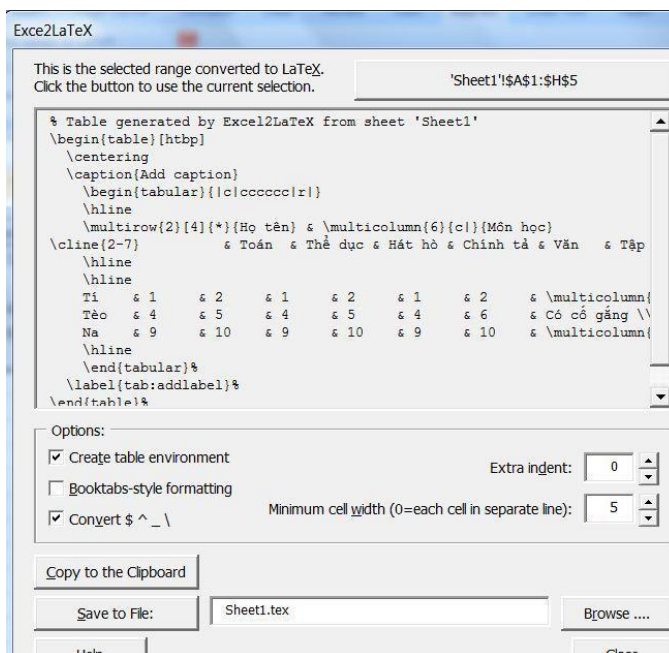 Exce2LaTeX
This is the selected range converted to LaTeX.
Click the button to use the current selection.
'Sheet1'!$A$1:$H$5
% Table generated by Excel2LaTeX from sheet 'Sheet1'
\begin{table}[htbp]
\centering
\caption{Add caption}
\begin{tabular}{|c|cccccc|r|}
\hline
\multirow{2}[4]{*}{Họ tên} & \multicolumn{6}{c|}{Môn học}
\cline{2-7} & Toán & Thể dục & Hát hò & Chính tả & Văn & Tập
\hline
\hline
Tí & 1 & 2 & 1 & 2 & 1 & 2 & \multicolumn{
Tèo & 4 & 5 & 4 & 5 & 4 & 6 & Có cố gắng \\
Na & 9 & 10 & 9 & 10 & 9 & 10 & \multicolumn{
\hline
\end{tabular}%
\label{tab:addlabel}%
\end{table}%
Options:
Create table environment
Extra indent: 0
Booktabs-style formatting
Minimum cell width (0=each cell in separate line): 5
Convert $ ^ _ \
Copy to the Clipboard
Save to File: Sheet1.tex Browse ....
Help Close